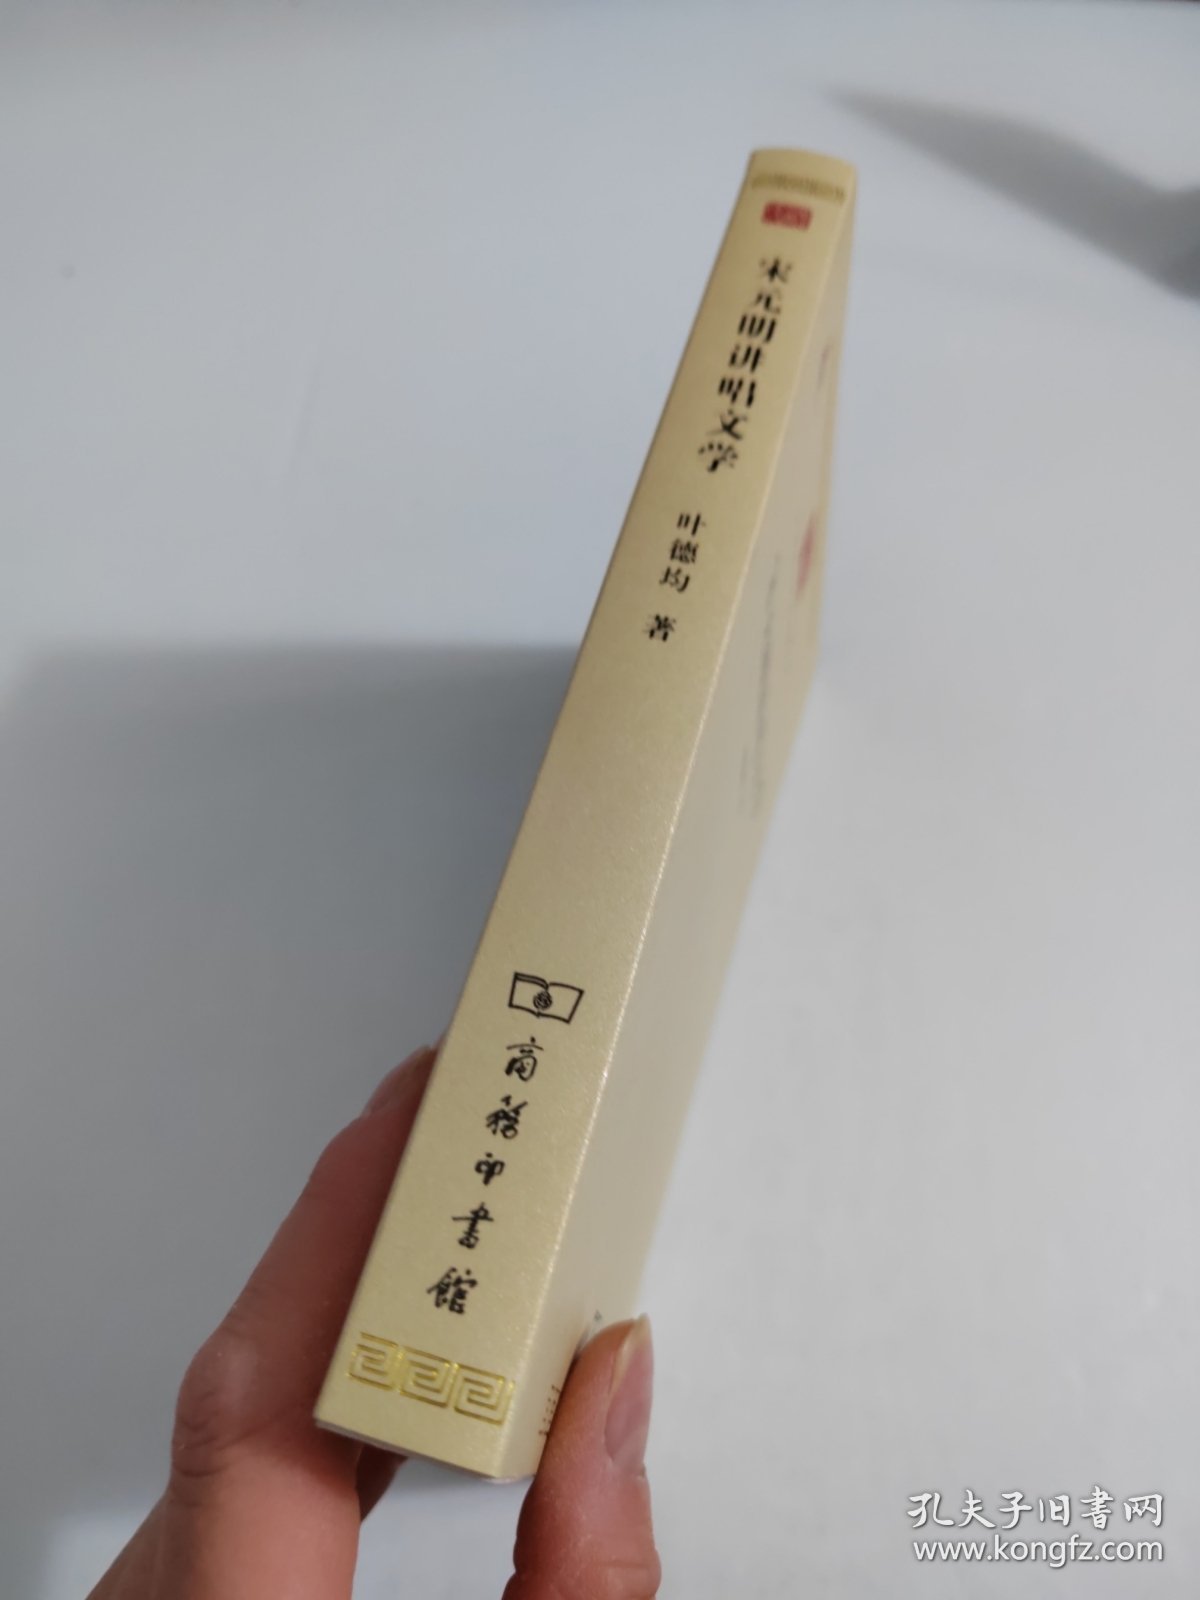 宋元明讲唱文学
叶德均 著
商務印書館
孔夫子旧书网
www.kongfz.com